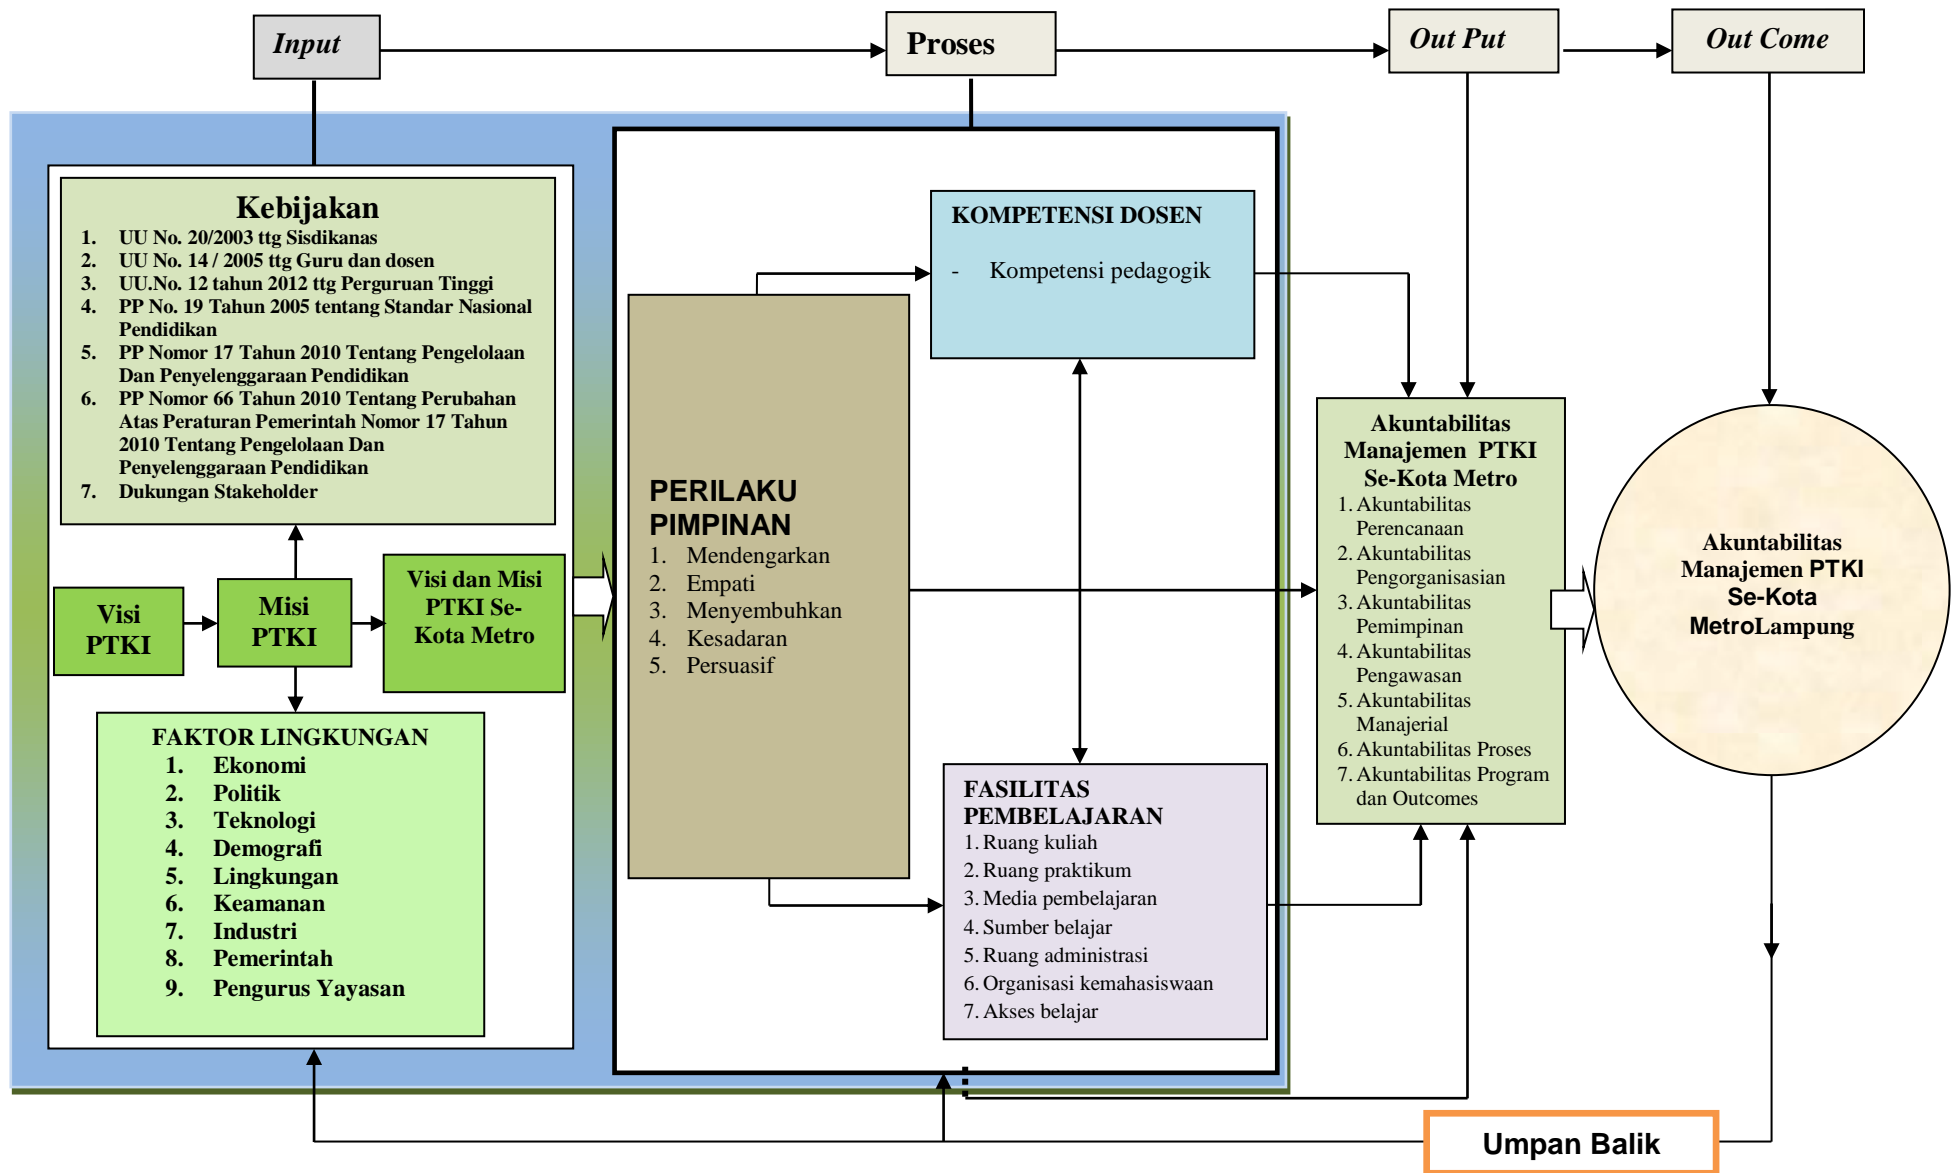 Input
Proses
Out Put
Out Come
Kebijakan
1. UU No. 20/2003 ttg Sisdikanas
2. UU No. 14 / 2005 ttg Guru dan dosen
3. UU.No. 12 tahun 2012 ttg Perguruan Tinggi
4. PP No. 19 Tahun 2005 tentang Standar Nasional
Pendidikan
5. PP Nomor 17 Tahun 2010 Tentang Pengelolaan
Dan Penyelenggaraan Pendidikan
6. PP Nomor 66 Tahun 2010 Tentang Perubahan
Atas Peraturan Pemerintah Nomor 17 Tahun
2010 Tentang Pengelolaan Dan
Penyelenggaraan Pendidikan
7. Dukungan Stakeholder
Visi
PTKI
Misi
PTKI
Visi dan Misi
PTKI Se-
Kota Metro
FAKTOR LINGKUNGAN
1. Ekonomi
2. Politik
3. Teknologi
4. Demografi
5. Lingkungan
6. Keamanan
7. Industri
8. Pemerintah
9. Pengurus Yayasan
PERILAKU
PIMPINAN
1. Mendengarkan
2. Empati
3. Menyembuhkan
4. Kesadaran
5. Persuasif
KOMPETENSI DOSEN
- Kompetensi pedagogik
FASILITAS
PEMBELAJARAN
1. Ruang kuliah
2. Ruang praktikum
3. Media pembelajaran
4. Sumber belajar
5. Ruang administrasi
6. Organisasi kemahasiswaan
7. Akses belajar
Akuntabilitas
Manajemen PTKI
Se-Kota Metro
1. Akuntabilitas
Perencanaan
2. Akuntabilitas
Pengorganisasian
3. Akuntabilitas
Pemimpinan
4. Akuntabilitas
Pengawasan
5. Akuntabilitas
Manajerial
6. Akuntabilitas Proses
7. Akuntabilitas Program
dan Outcomes
Akuntabilitas
Manajemen PTKI
Se-Kota
MetroLampung
Umpan Balik